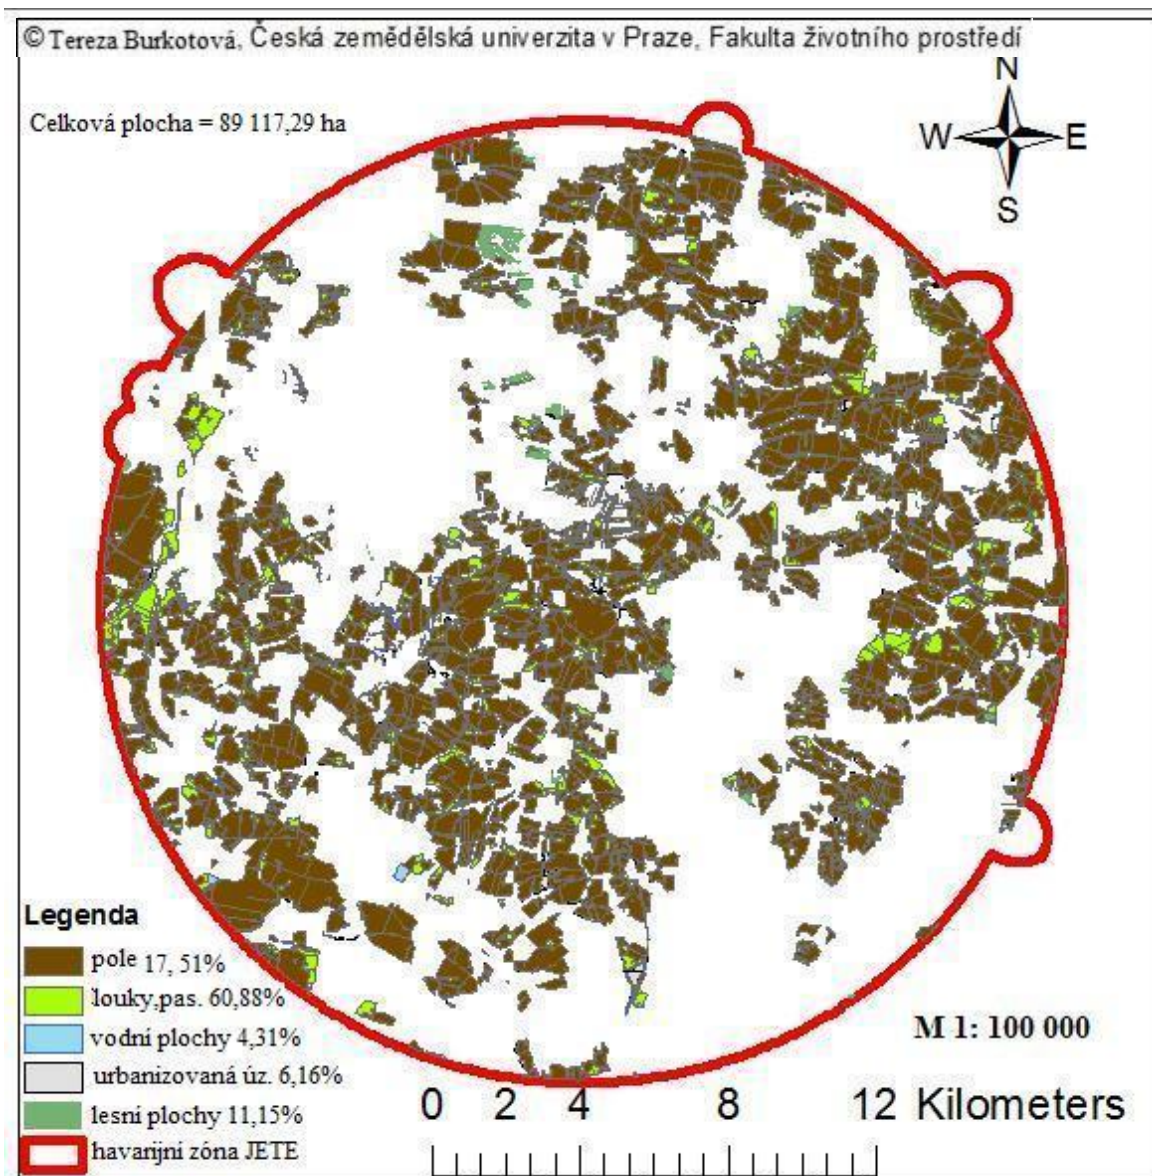 © Tereza Burkotová, Česká zemědělská univerzita v Praze, Fakulta životního prostředí
N
Celková plocha = 89 117,29 ha
W E
S
Legenda
pole 17, 51%
louky,pas. 60,88%
vodní plochy 4,31%
M 1: 100 000
urbanizovaná úz. 6,16%
lesní plochy 11,15%
havarijní zóna JETE
0 2 4 8 12 Kilometers